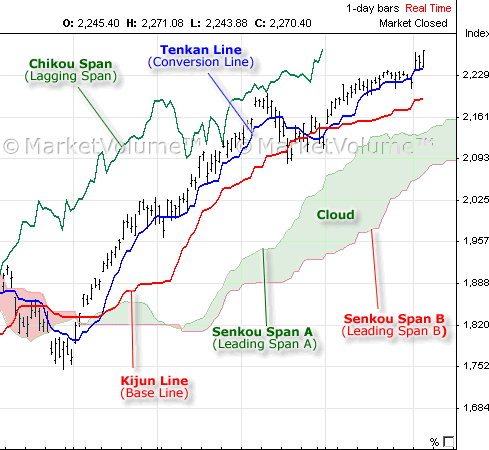 1-day bars Real Time
O: 2,245.40 H: 2,271.08 L: 2,243.88 C: 2,270.40 Market Closed
Index
Chikou Span
(Lagging Span)
Tenkan Line
(Conversion Line)
2,229
2,161
© MarketVolume™ © MarketVolume™
2,093
2,025
Cloud
1,957
1,888
Senkou Span A
(Leading Span A)
Senkou Span B
(Leading Span B)
1,820
1,752
Kijun Line
(Base Line)
1,684
%